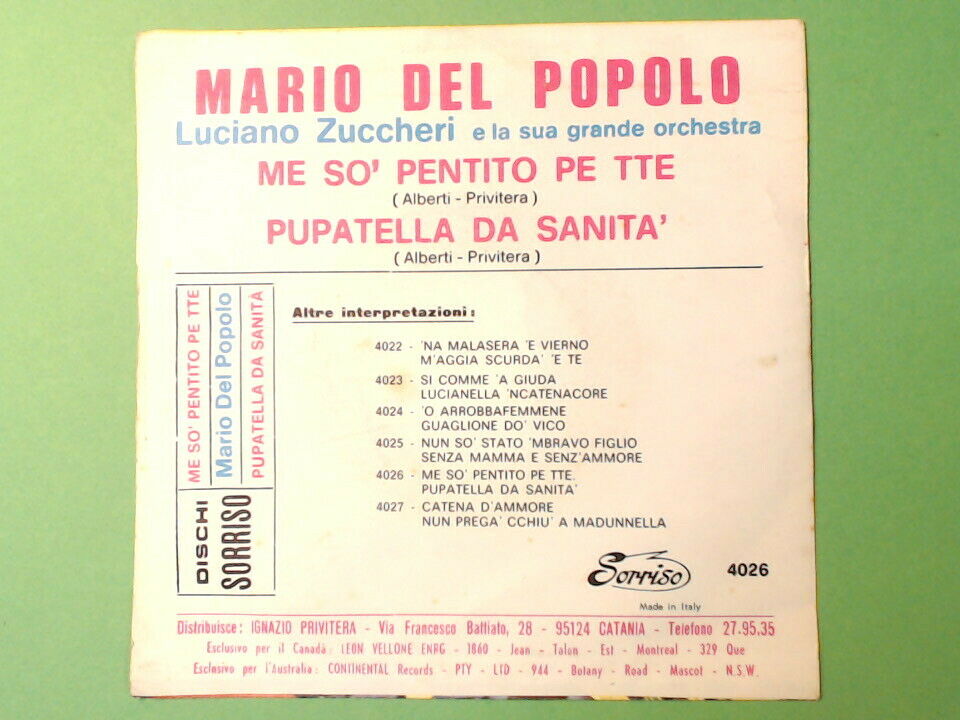 MARIO DEL POPOLO
Luciano Zuccheri e la sua grande orchestra
ME SO' PENTITO PE TTE
( Alberti - Privitera )
PUPATELLA DA SANITA'
( Alberti - Privitera )
ME SO' PENTITO PE TTE
Mario Del Popolo
PUPATELLA DA SANITÀ
DISCHI
SORRISO
Altre interpretazioni:
4022 - 'NA MALASERA 'E VIERNO
M'AGGIA SCURDA' 'E TE
4023 - SI COMME 'A GIUDA
LUCIANELLA 'NCATENACORE
4024 - 'O ARROBBAFEMMENE
GUAGLIONE DO' VICO
4025 - NUN SO' STATO 'MBRAVO FIGLIO
SENZA MAMMA E SENZ'AMMORE
4026 - ME SO' PENTITO PE TTE.
PUPATELLA DA SANITA'
4027 - CATENA D'AMMORE
NUN PREGA' CCHIU' A MADUNNELLA
Sorriso
4026
Made in Italy
Distribuisce: IGNAZIO PRIVITERA - Via Francesco Battiato, 28 - 95124 CATANIA - Telefono 27.95.35
Esclusivo per il Canadà: LEON VELLONE ENRG - 1860 - Jean - Talon - Est - Montreal - 329 Que
Esclusivo per l'Australia: CONTINENTAL Records - PTY - LTD - 944 - Botany - Road - Mascot - N.S.W.